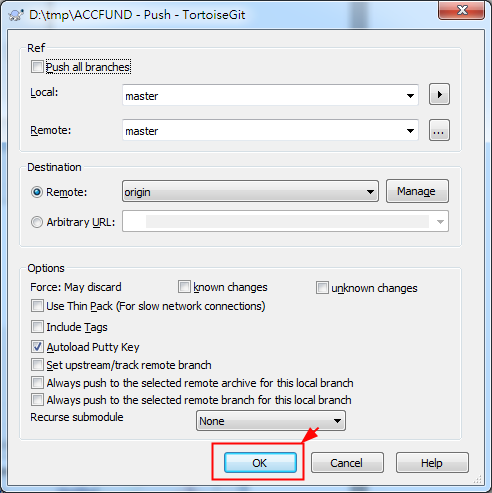 D:\tmp\ACCFUND - Push - TortoiseGit
Ref
Push all branches
Local: master
Remote: master
...
Destination
Remote: origin Manage
Arbitrary URL:
Options
Force: May discard known changes unknown changes
Use Thin Pack (For slow network connections)
Include Tags
Autoload Putty Key
Set upstream/track remote branch
Always push to the selected remote archive for this local branch
Always push to the selected remote branch for this local branch
Recurse submodule None
OK Cancel Help